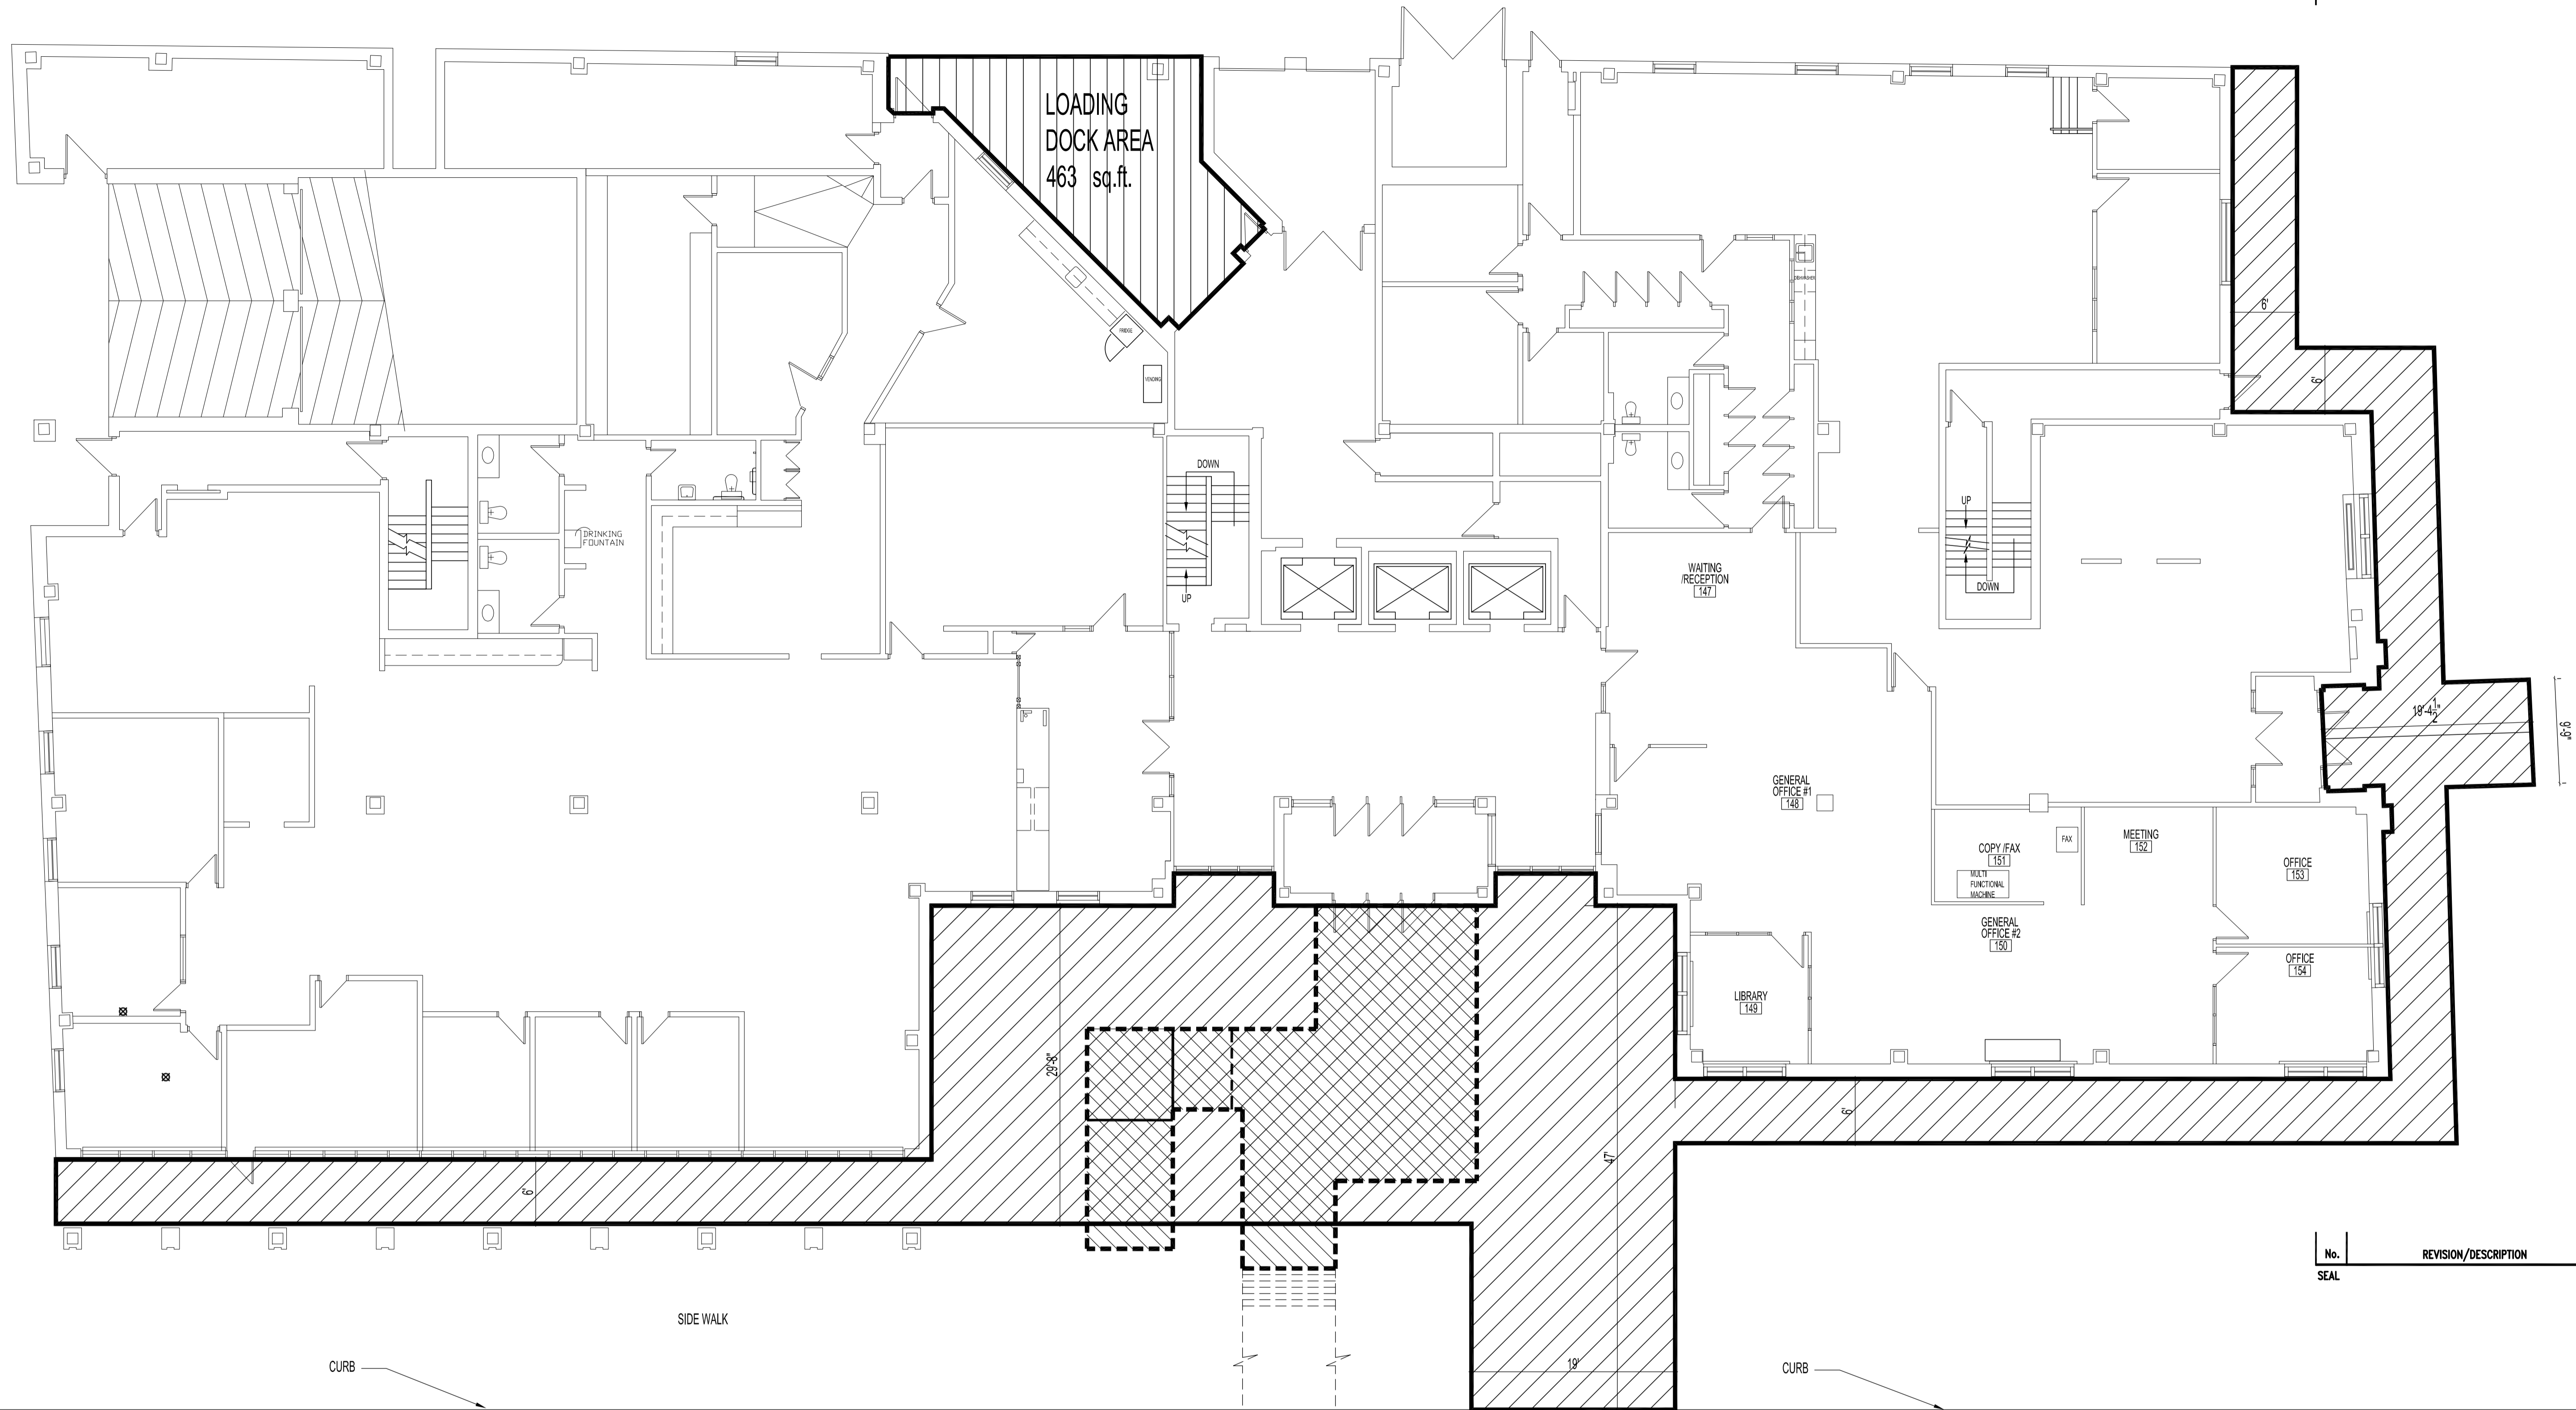 LOADING
DOCK AREA
463 sq.ft.
DISHWASHER
6'
FRIDGE
VENDING
6'
DOWN
UP
DRINKING
FOUNTAIN
UP
DOWN
WAITING
/RECEPTION
147
19'-4 1/2"
9'-9"
GENERAL
OFFICE #1
148
COPY /FAX
151
FAX
MULTI
FUNCTIONAL
MACHINE
MEETING
152
OFFICE
153
GENERAL
OFFICE #2
150
OFFICE
154
LIBRARY
149
29'-8"
6'
6'
47'
19'
No.
REVISION/DESCRIPTION
SEAL
SIDE WALK
CURB
CURB